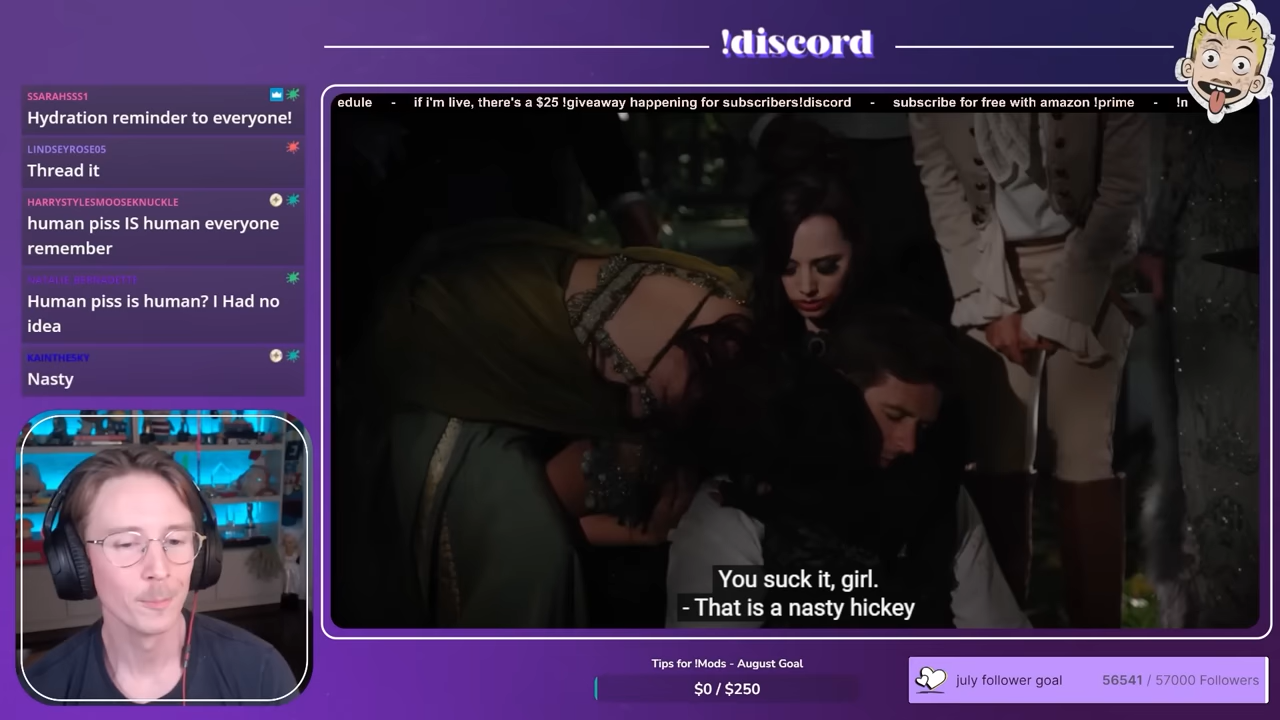 !discord
edule - if i'm live, there's a $25 !giveaway happening for subscribers!discord - subscribe for free with amazon !prime - !n
SSARAHSSS1
Hydration reminder to everyone!
LINDSEYROSE05
Thread it
HARRYSTYLESMOOSEKNUCKLE
human piss IS human everyone
remember
Human piss is human? I Had no
idea
KAINTHESKY
Nasty
You suck it, girl.
- That is a nasty hickey
Tips for !Mods - August Goal
$0 / $250
july follower goal 56541 / 57000 Followers